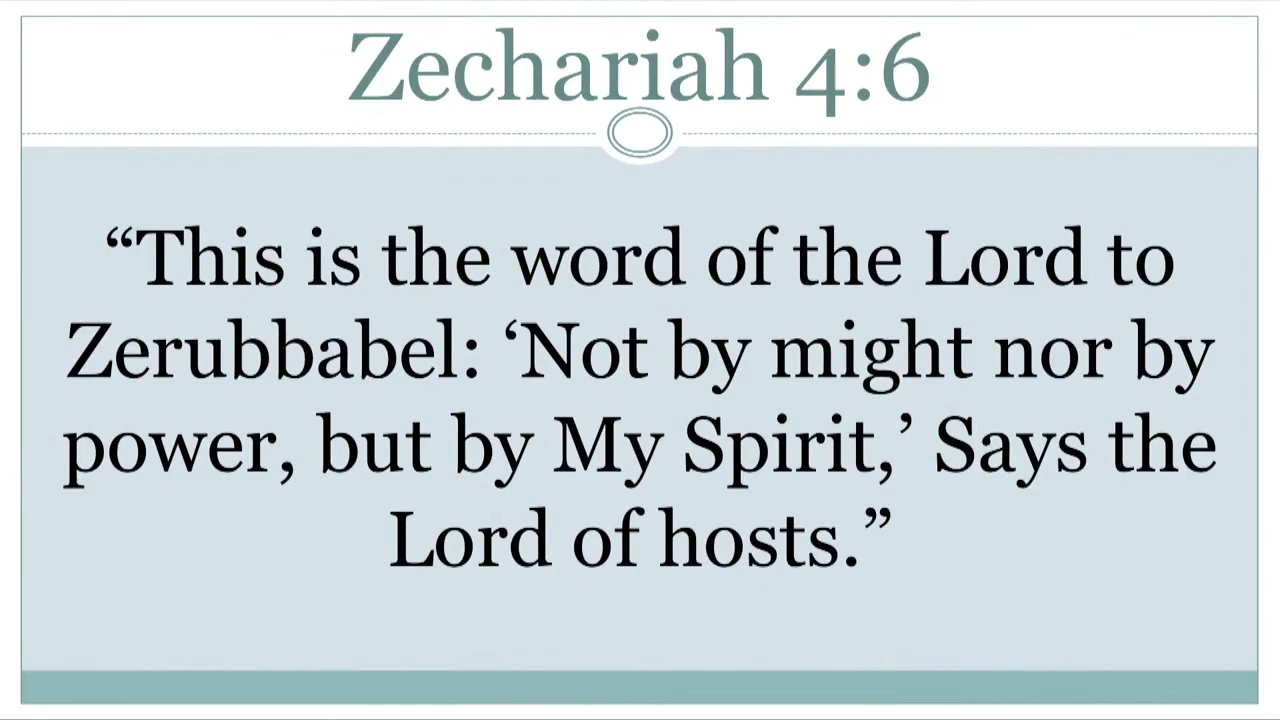 Zechariah 4:6
“This is the word of the Lord to
Zerubbabel: ‘Not by might nor by
power, but by My Spirit,’ Says the
Lord of hosts.”